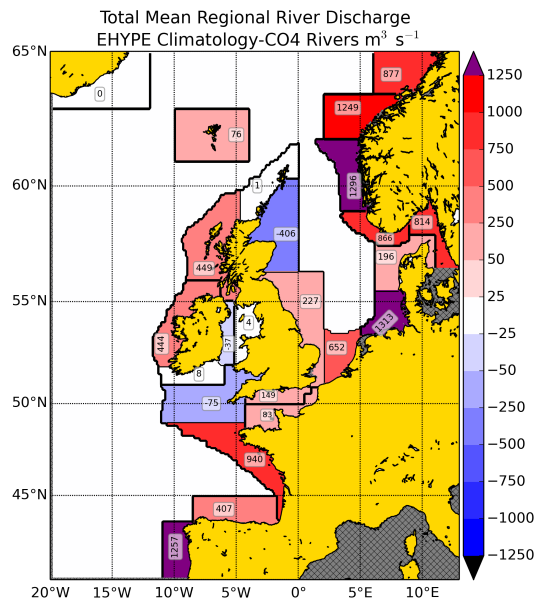 Total Mean Regional River Discharge
EHYPE Climatology-CO4 Rivers m³ s⁻¹
65°N
60°N
55°N
50°N
45°N
20°W
15°W
10°W
5°W
0°
5°E
10°E
0
76
877
1249
1
1296
-406
814
866
196
449
227
1313
444
-37
4
652
8
-75
149
83
940
407
1257
1250
1000
500
250
50
25
−25
−50
−250
−500
−1000
−1250